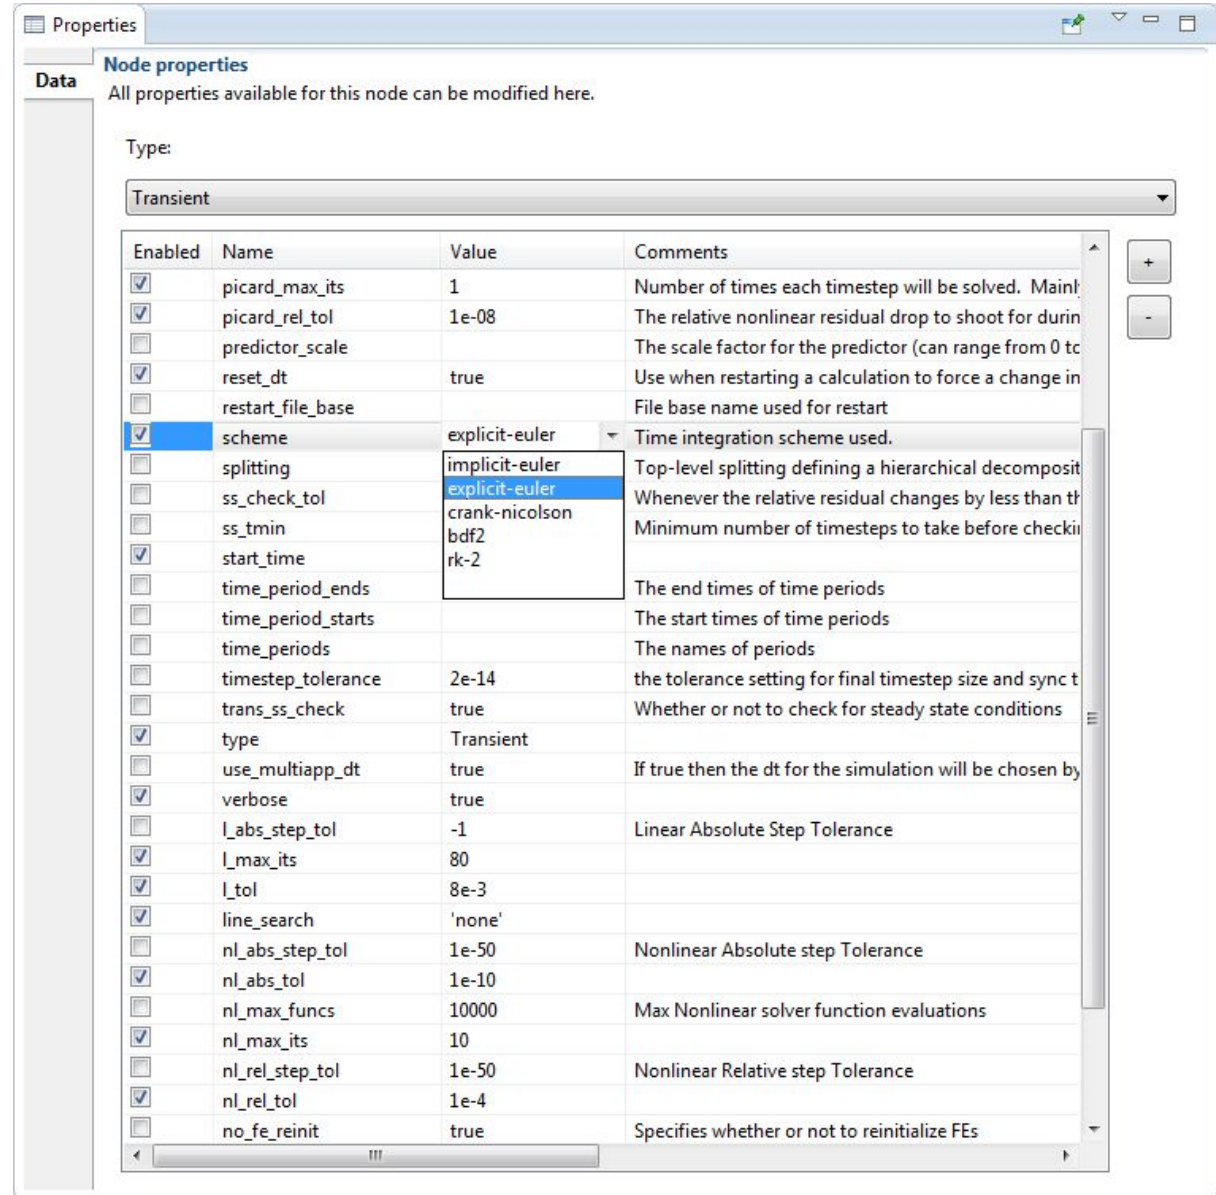 Properties
Data
Node properties
All properties available for this node can be modified here.
Type:
Transient
Enabled Name Value Comments
+
picard_max_its 1 Number of times each timestep will be solved. Mainl
picard_rel_tol 1e-08 The relative nonlinear residual drop to shoot for durin
-
predictor_scale The scale factor for the predictor (can range from 0 to
reset_dt true Use when restarting a calculation to force a change in
restart_file_base File base name used for restart
scheme explicit-euler Time integration scheme used.
splitting implicit-euler Top-level splitting defining a hierarchical decomposit
explicit-euler
ss_check_tol Whenever the relative residual changes by less than th
crank-nicolson
ss_tmin Minimum number of timesteps to take before checkin
bdf2
start_time rk-2
time_period_ends The end times of time periods
time_period_starts The start times of time periods
time_periods The names of periods
timestep_tolerance 2e-14 the tolerance setting for final timestep size and sync t
trans_ss_check true Whether or not to check for steady state conditions
type Transient
use_multiapp_dt true If true then the dt for the simulation will be chosen by
verbose true
l_abs_step_tol -1 Linear Absolute Step Tolerance
l_max_its 80
l_tol 8e-3
line_search 'none'
nl_abs_step_tol 1e-50 Nonlinear Absolute step Tolerance
nl_abs_tol 1e-10
nl_max_funcs 10000 Max Nonlinear solver function evaluations
nl_max_its 10
nl_rel_step_tol 1e-50 Nonlinear Relative step Tolerance
nl_rel_tol 1e-4
no_fe_reinit true Specifies whether or not to reinitialize FEs